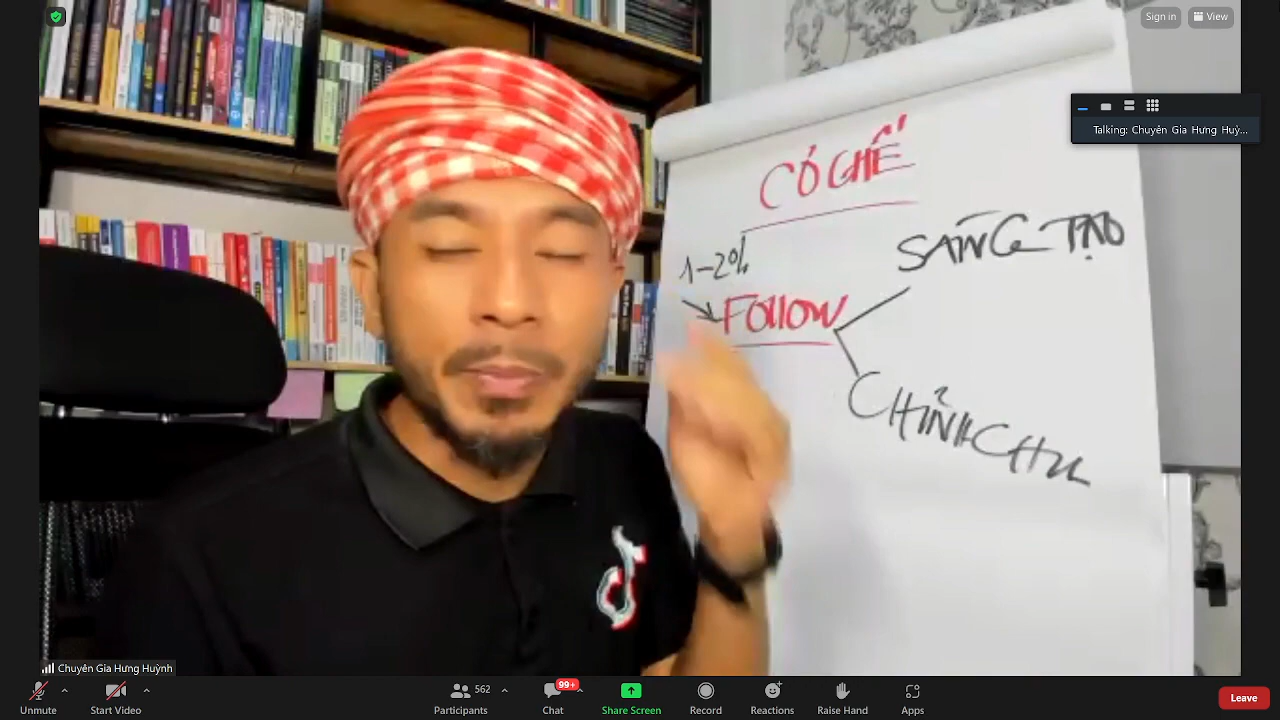 Sign in
View
Talking: Chuyên Gia Hưng Huỳ...
CÓ GHẾ
1-2%
FOLLOW
SÁNG TẠO
CHỈNH CHU
Chuyên Gia Hưng Huỳnh
Unmute
Start Video
562
Participants
99+
Chat
Share Screen
Record
Reactions
Raise Hand
Apps
Leave